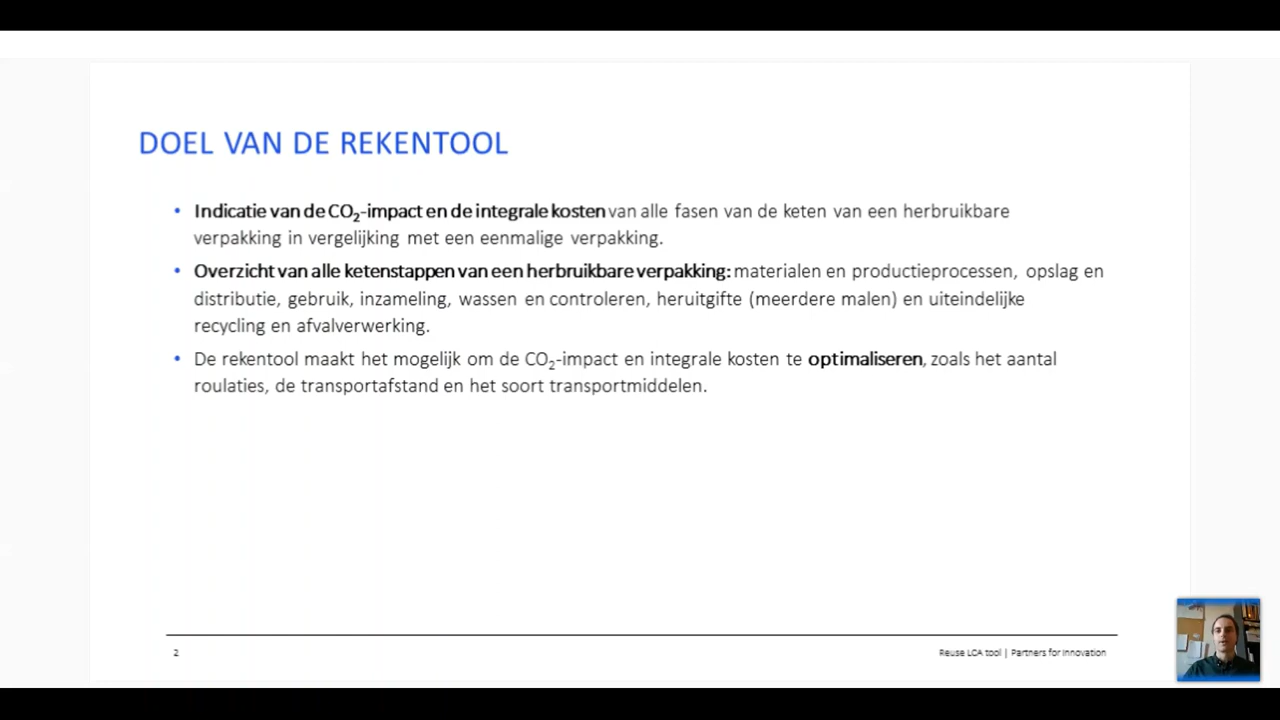 DOEL VAN DE REKENTOOL
• Indicatie van de CO₂-impact en de integrale kosten van alle fasen van de keten van een herbruikbare
verpakking in vergelijking met een eenmalige verpakking.
• Overzicht van alle ketenstappen van een herbruikbare verpakking: materialen en productieprocessen, opslag en
distributie, gebruik, inzameling, wassen en controleren, heruitgifte (meerdere malen) en uiteindelijke
recycling en afvalverwerking.
• De rekentool maakt het mogelijk om de CO₂-impact en integrale kosten te optimaliseren, zoals het aantal
roulaties, de transportafstand en het soort transportmiddelen.
2
Reuse LCA tool | Partners for Innovation